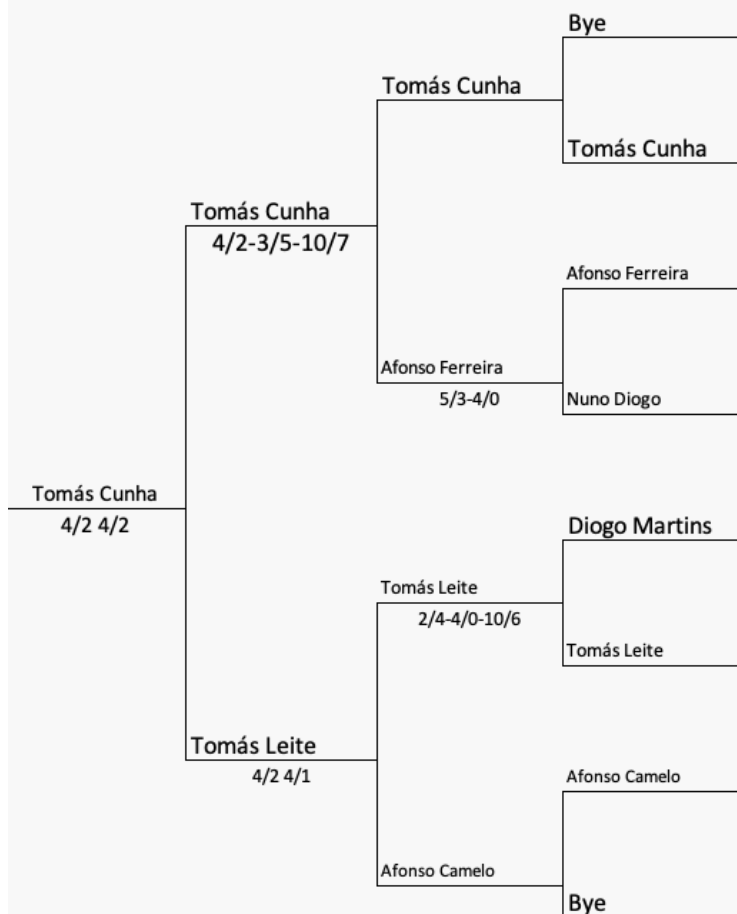 Bye
Tomás Cunha
Tomás Cunha
Tomás Cunha
4/2-3/5-10/7
Afonso Ferreira
Afonso Ferreira
5/3-4/0
Nuno Diogo
Tomás Cunha
4/2 4/2
Diogo Martins
Tomás Leite
2/4-4/0-10/6
Tomás Leite
Tomás Leite
4/2 4/1
Afonso Camelo
Afonso Camelo
Bye